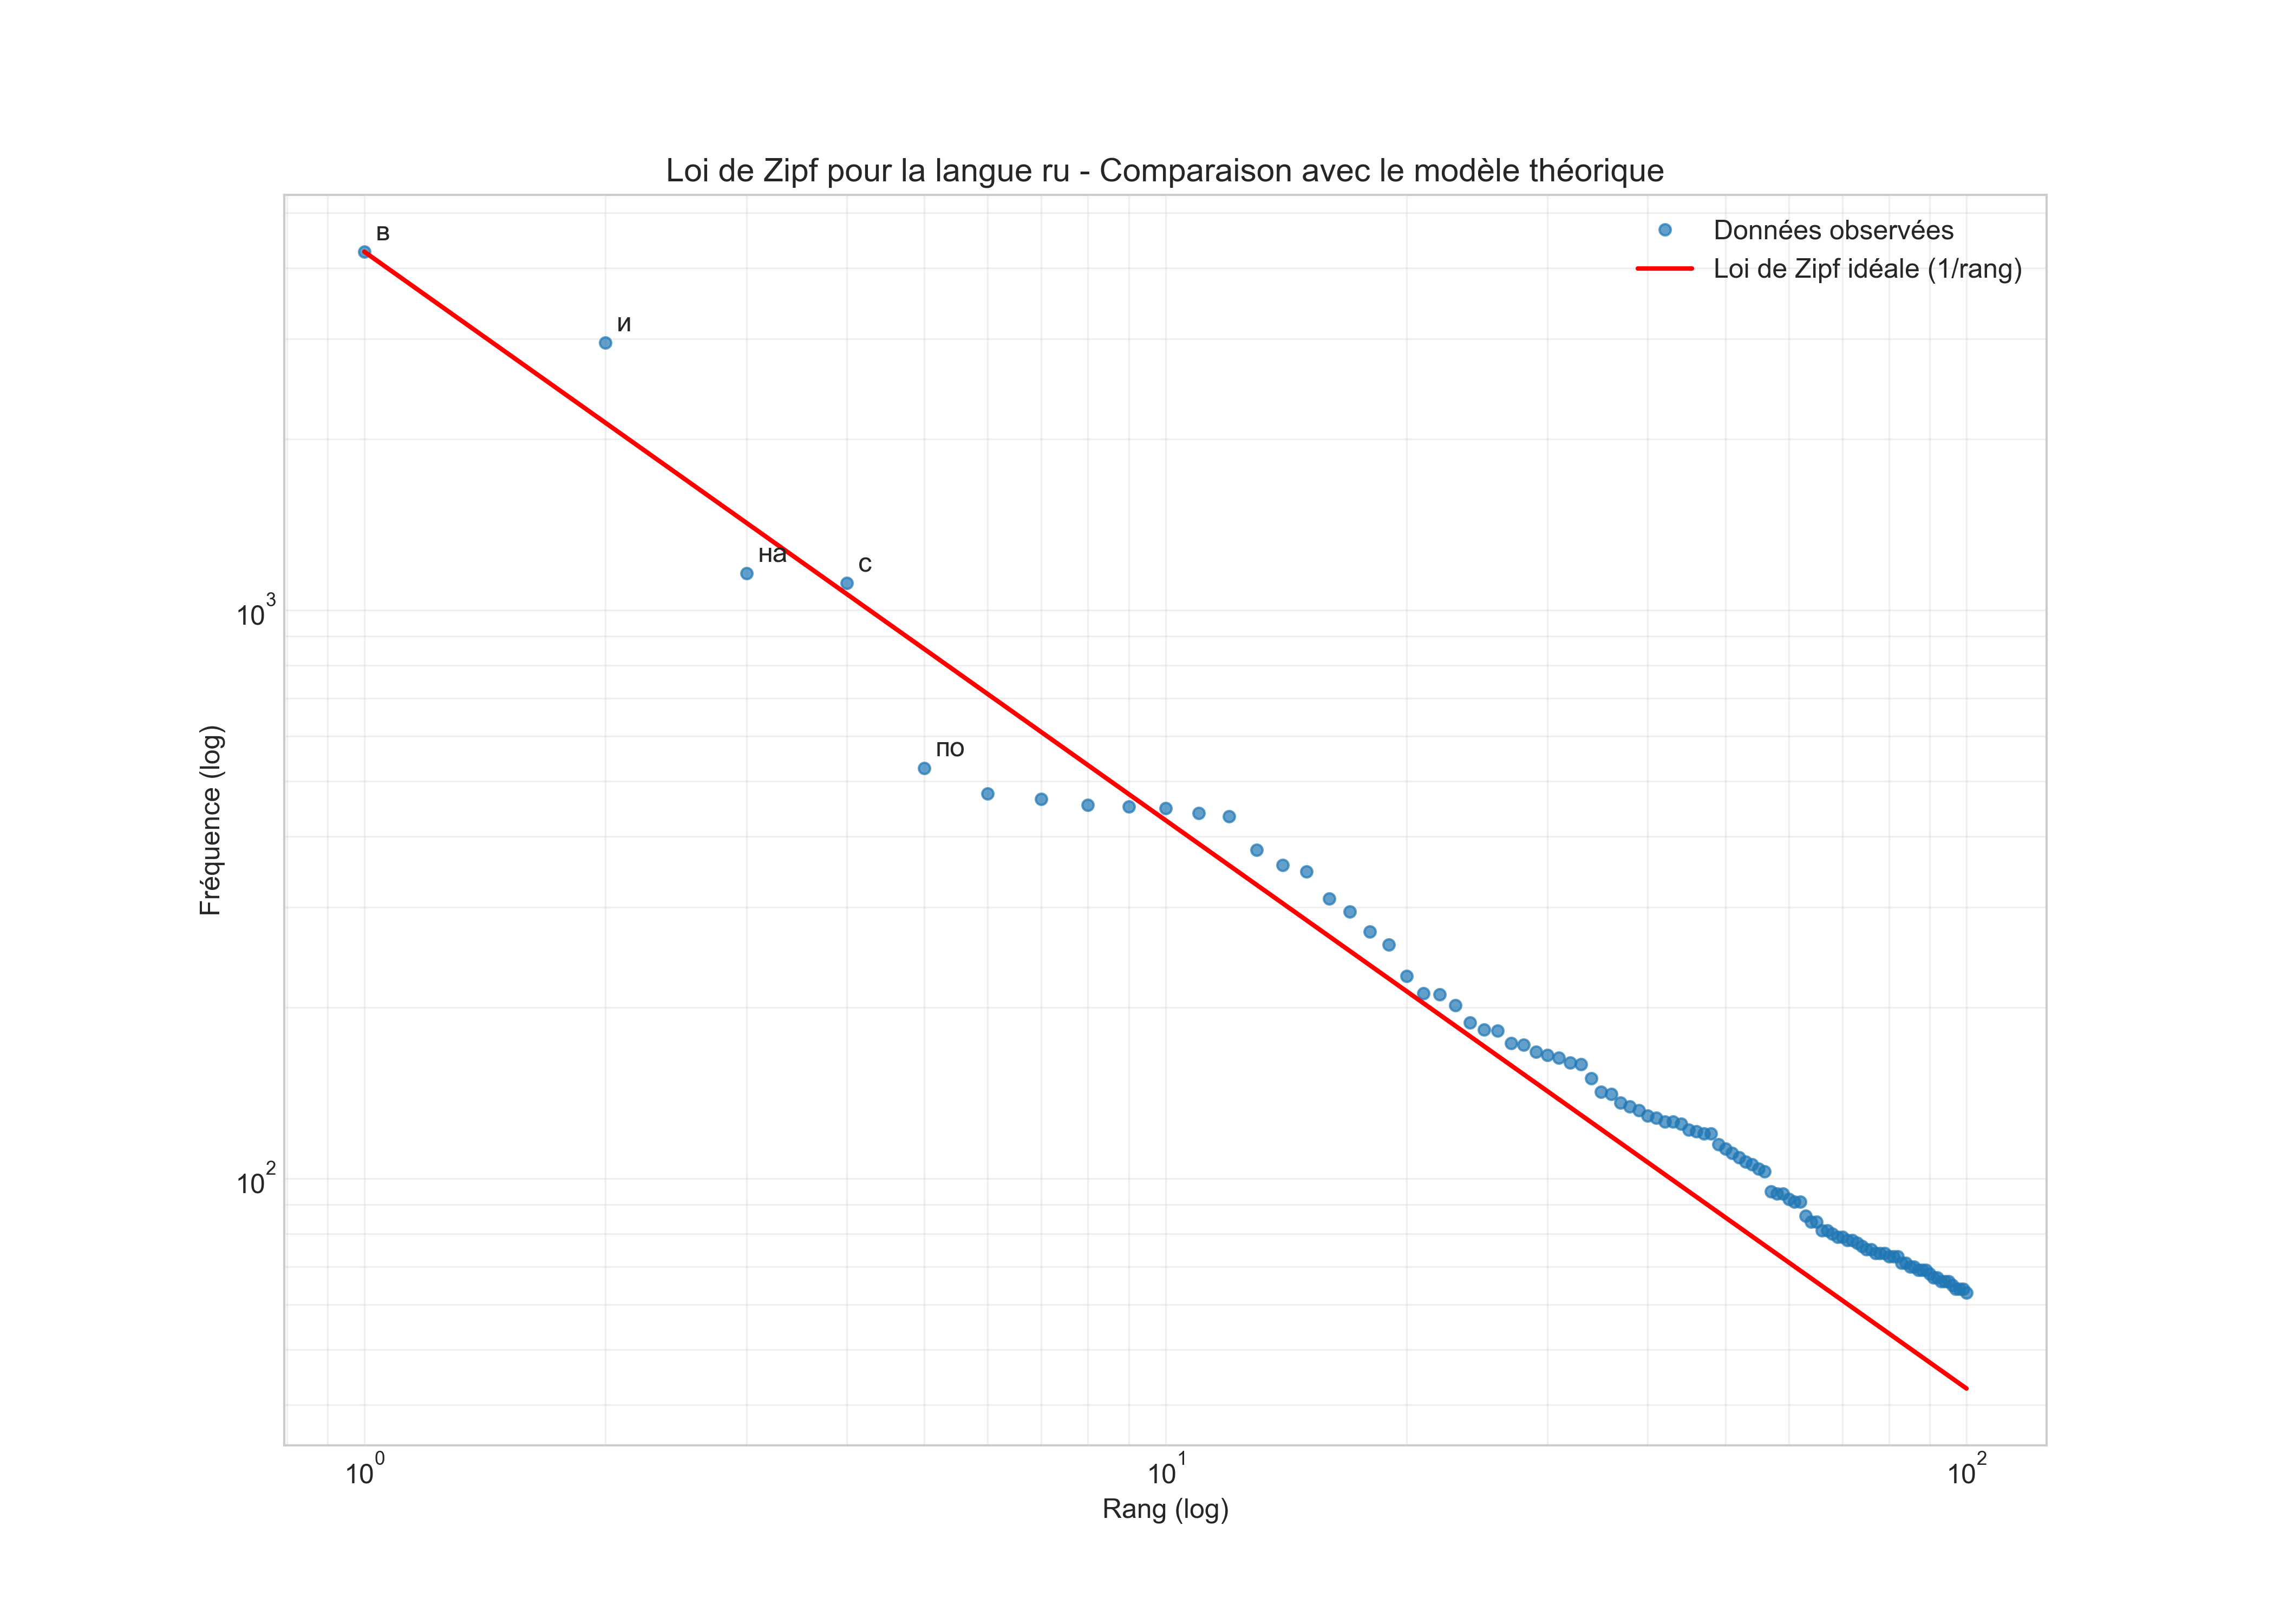 Loi de Zipf pour la langue ru - Comparaison avec le modèle théorique
Données observées
Loi de Zipf idéale (1/rang)
в
и
на
с
по
Fréquence (log)
10³
10²
10⁰
10¹
10²
Rang (log)